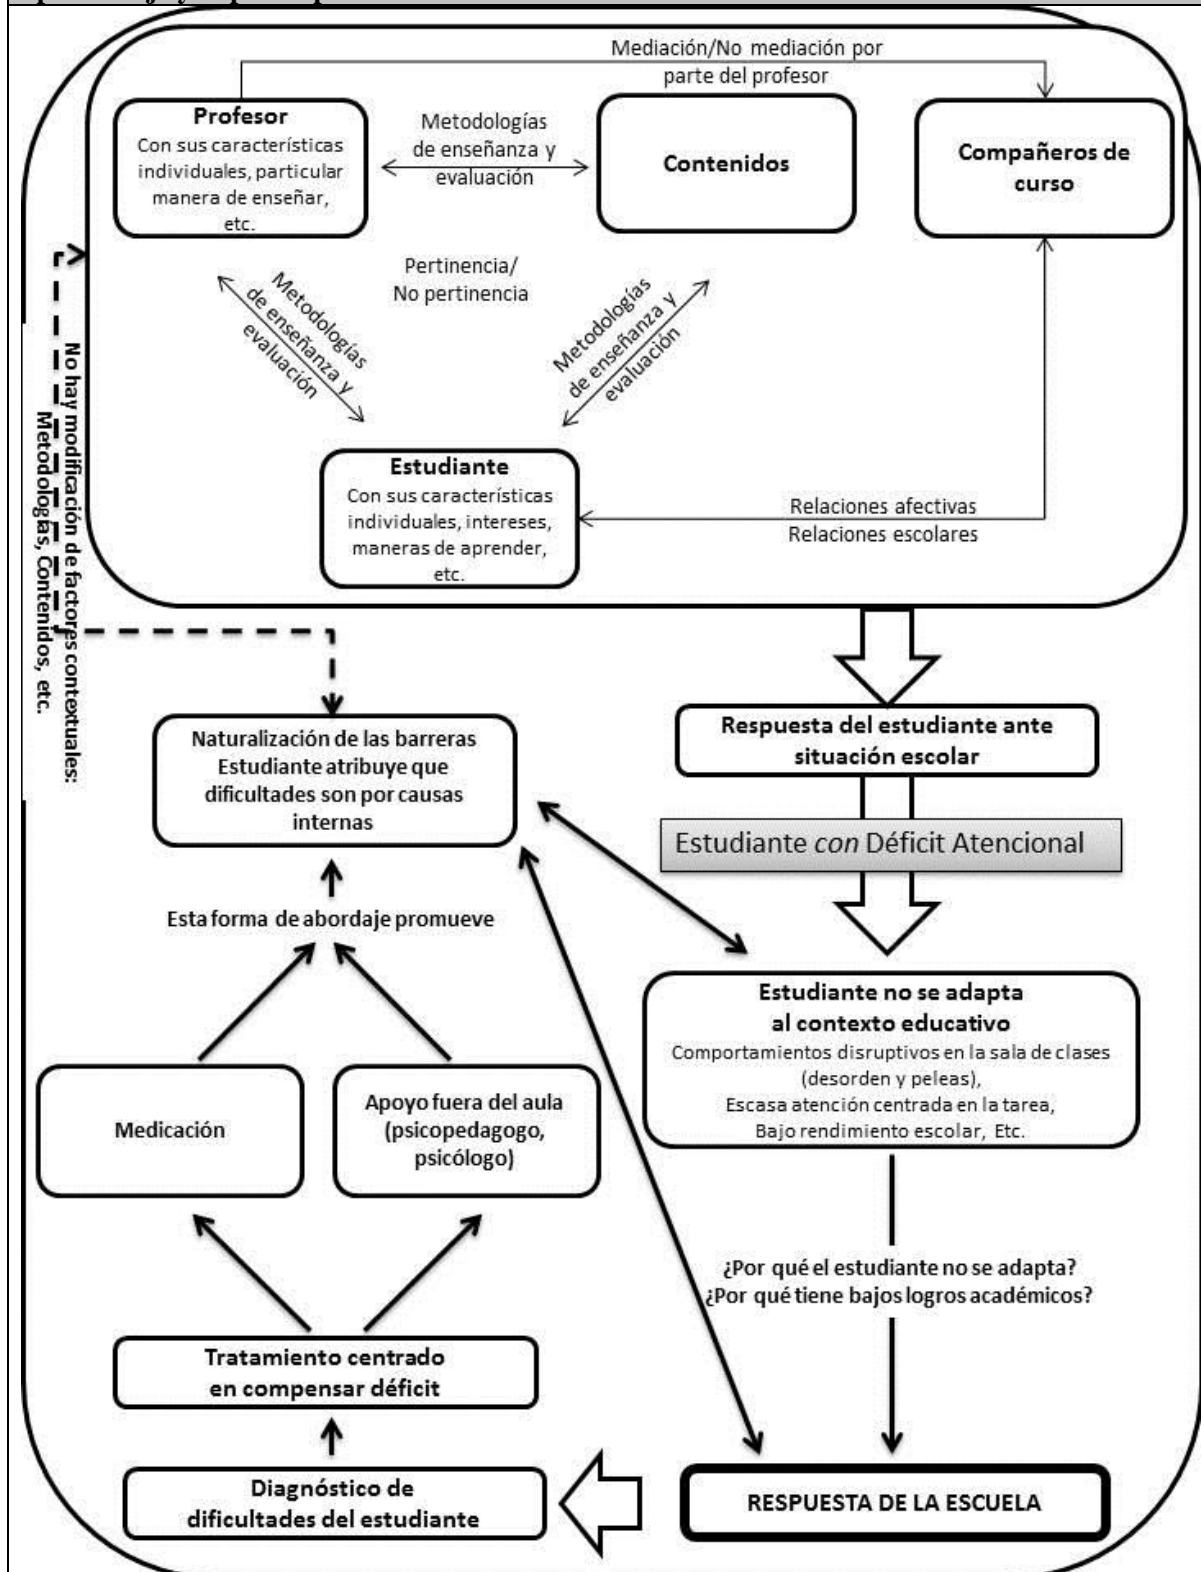 Mediación/No mediación por
parte del profesor
Profesor
Con sus características
individuales, particular
manera de enseñar,
etc.
Metodologías
de enseñanza y
evaluación
Contenidos
Compañeros de
curso
Pertinencia/
No pertinencia
Metodologías
de enseñanza y
evaluación
Metodologías
de enseñanza y
evaluación
Estudiante
Con sus características
individuales, intereses,
maneras de aprender,
etc.
Relaciones afectivas
Relaciones escolares
No hay modificación de factores contextuales:
Metodologías, Contenidos, etc.
Respuesta del estudiante ante
situación escolar
Estudiante con Déficit Atencional
Naturalización de las barreras
Estudiante atribuye que
dificultades son por causas
internas
Esta forma de abordaje promueve
Estudiante no se adapta
al contexto educativo
Comportamientos disruptivos en la sala de clases
(desorden y peleas),
Escasa atención centrada en la tarea,
Bajo rendimiento escolar, Etc.
Medicación
Apoyo fuera del aula
(psicopedagogo,
psicólogo)
¿Por qué el estudiante no se adapta?
¿Por qué tiene bajos logros académicos?
Tratamiento centrado
en compensar déficit
Diagnóstico de
dificultades del estudiante
RESPUESTA DE LA ESCUELA